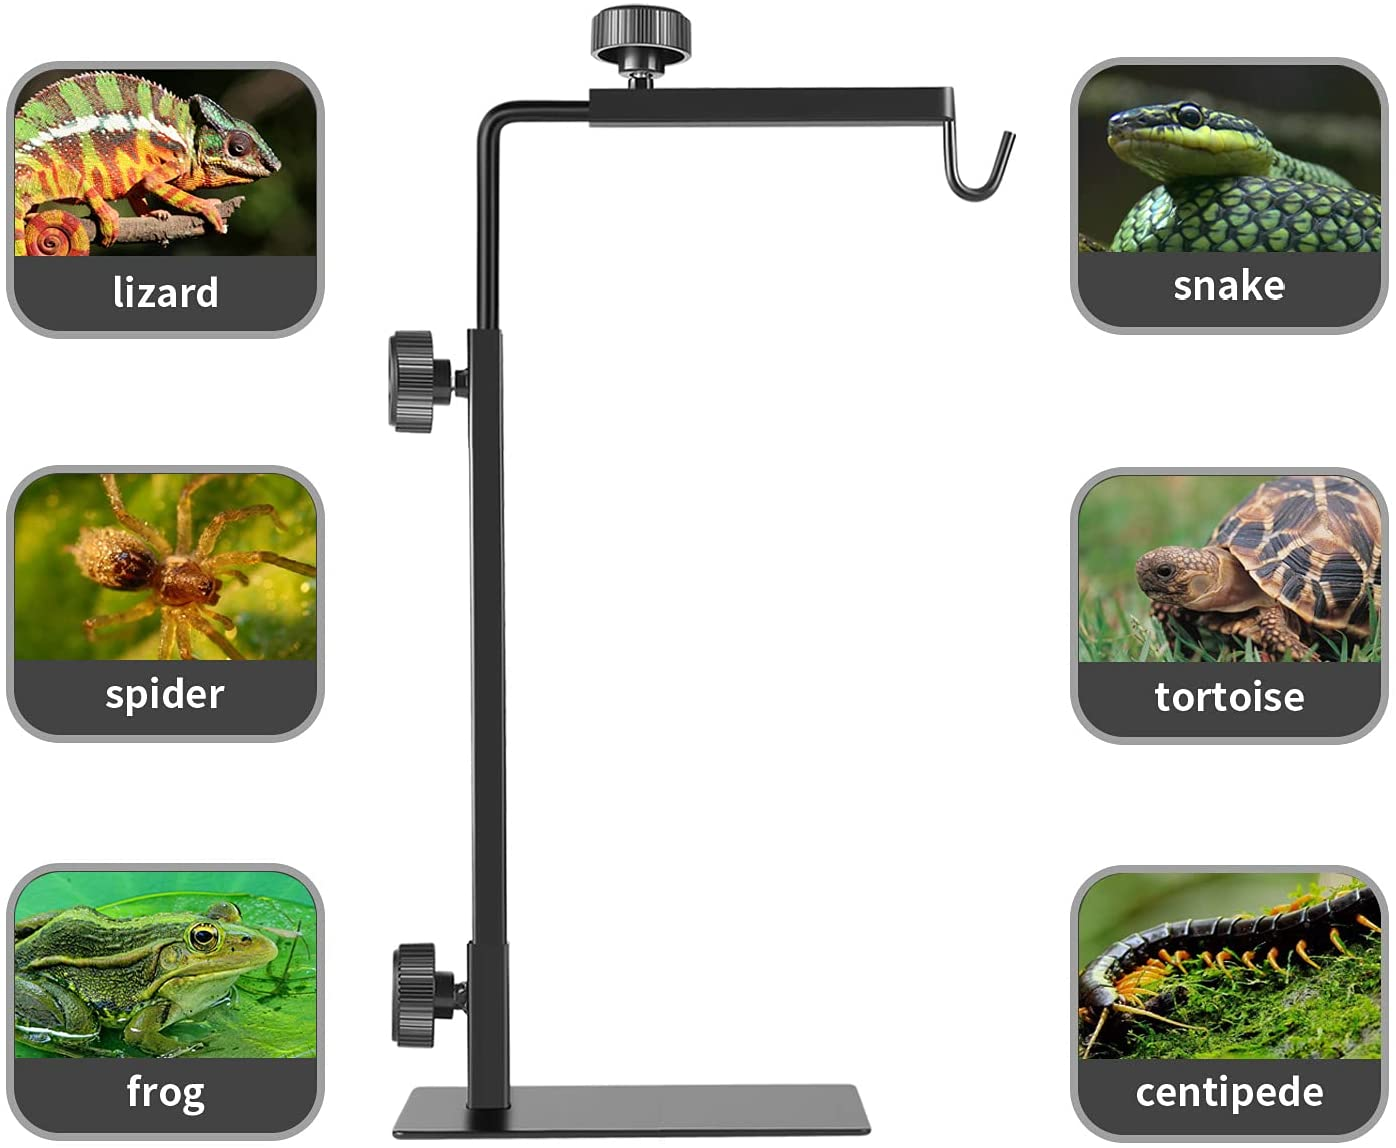 lizard
snake
spider
tortoise
frog
centipede